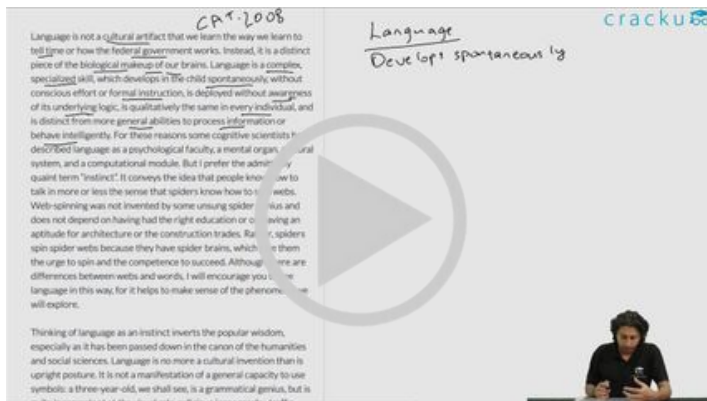 CAT-2008
cracku
Language
Develops spontaneously
Language is not a cultural artifact that we learn the way we learn to
tell time or how the federal government works. Instead, it is a distinct
piece of the biological makeup of our brains. Language is a complex,
specialized skill, which develops in the child spontaneously, without
conscious effort or formal instruction, is deployed without awareness
of its underlying logic, is qualitatively the same in every individual, and
is distinct from more general abilities to process information or
behave intelligently. For these reasons some cognitive scientists
described language as a psychological faculty, a mental organ,
system, and a computational module. But I prefer the
quaint term "instinct". It conveys the idea that people to
talk in more or less the sense that spiders know how to webs.
Web-spinning was not invented by some unsung spider and
does not depend on having had the right education or
aptitude for architecture or the construction trades. spiders
spin spider webs because they have spider brains, which them
the urge to spin and the competence to succeed. Although are
differences between webs and words, I will encourage you
language in this way, for it helps to make sense of the
will explore.
Thinking of language as an instinct inverts the popular wisdom,
especially as it has been passed down in the canon of the humanities
and social sciences. Language is no more a cultural invention than is
upright posture. It is not a manifestation of a general capacity to use
symbols: a three-year-old, we shall see, is a grammatical genius, but is